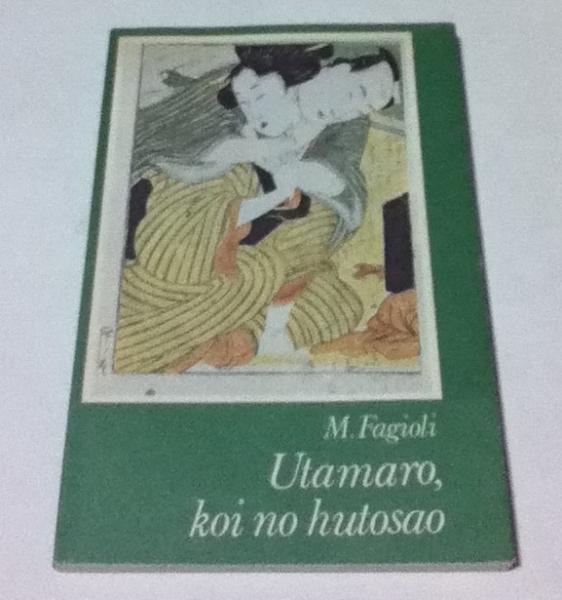 M. Fagioli
Utamaro,
koi no hutosao